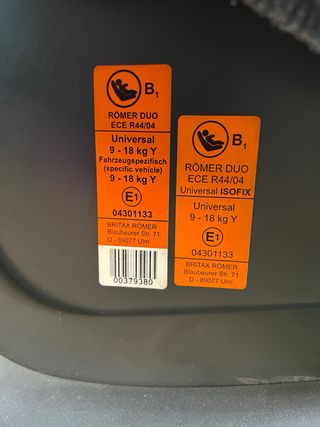 B1
RÖMER DUO
ECE R44/04
Universal
9 - 18 kg Y
Fahrzeugspezifisch
(specific vehicle)
9 - 18 kg Y
E1
04301133
BRITAX RÖMER
Blaubeurer Str. 71
D - 89077 Ulm
00379380
B1
RÖMER DUO
ECE R44/04
Universal ISOFIX
Universal
9 - 18 kg Y
E1
04301133
BRITAX RÖMER
Blaubeurer Str. 71
D - 89077 Ulm